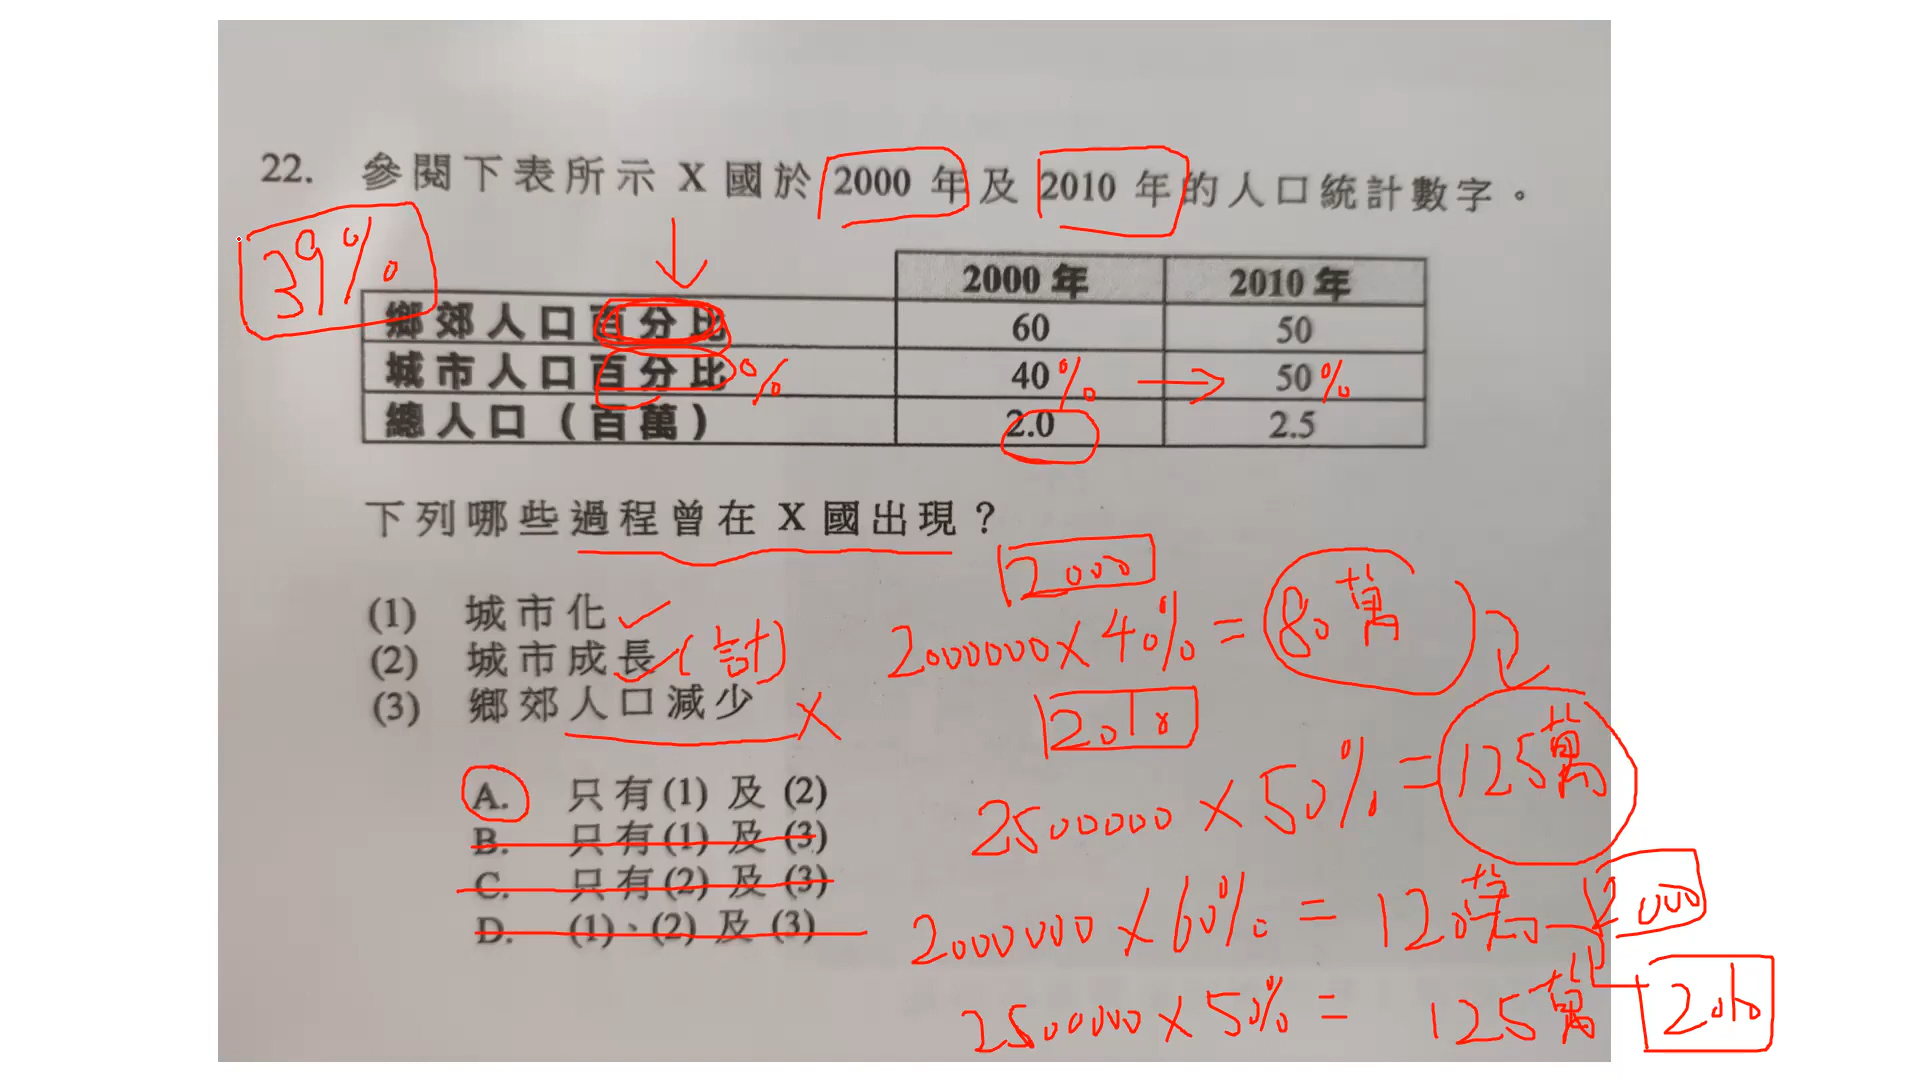 22. 參閱下表所示 X 國於 2000 年及 2010 年的人口統計數字。
39%
2000 年 2010 年
鄉郊人口百分比 60 50
城市人口百分比% 40% → 50%
總人口（百萬） 2.0 2.5
下列哪些過程曾在 X 國出現？
2000
(1) 城市化 ✓
2000000 × 40% = 80萬
(2) 城市成長 ✓ (計)
(3) 鄉郊人口減少 X
2010
2500000 × 50% = 125萬
A. 只有 (1) 及 (2)
B. 只有 (1) 及 (3)
C. 只有 (2) 及 (3)
D. (1)、(2) 及 (3)
2000000 × 60% = 120萬 2000
2500000 × 50% = 125萬 2010